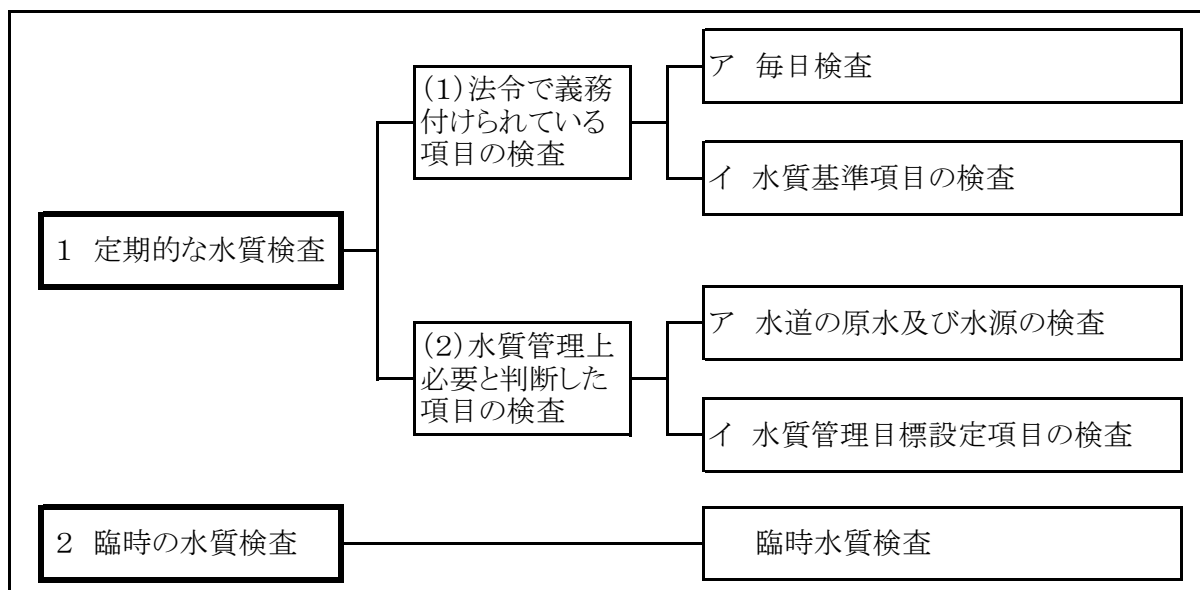 1 定期的な水質検査
(1)法令で義務
付けられている
項目の検査
ア 毎日検査
イ 水質基準項目の検査
(2)水質管理上
必要と判断した
項目の検査
ア 水道の原水及び水源の検査
イ 水質管理目標設定項目の検査
2 臨時の水質検査
臨時水質検査